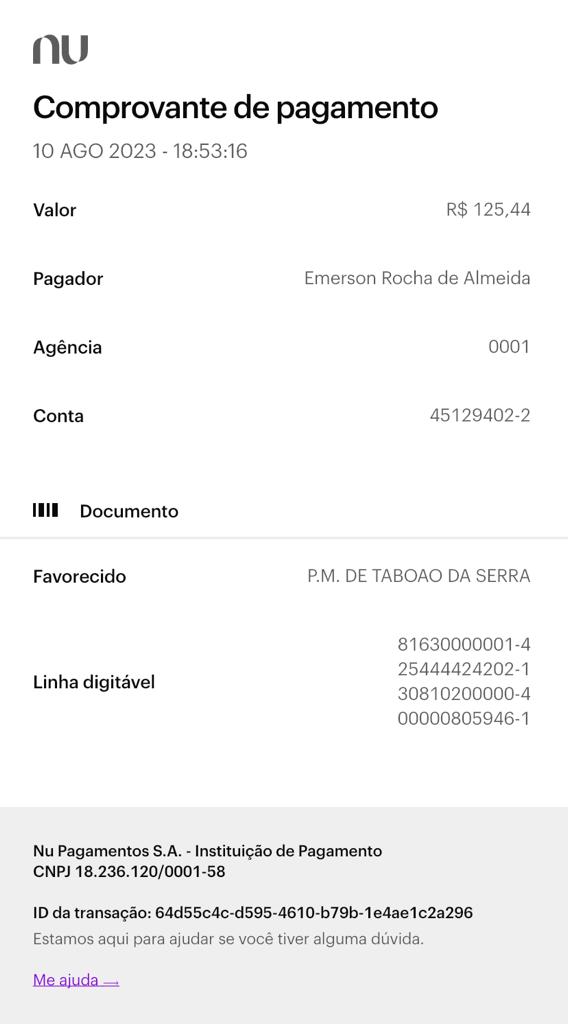 nu
Comprovante de pagamento
10 AGO 2023 - 18:53:16
Valor R$ 125,44
Pagador Emerson Rocha de Almeida
Agência 0001
Conta 45129402-2
Documento
Favorecido P.M. DE TABOAO DA SERRA
Linha digitável
81630000001-4
25444424202-1
30810200000-4
00000805946-1
Nu Pagamentos S.A. - Instituição de Pagamento
CNPJ 18.236.120/0001-58
ID da transação: 64d55c4c-d595-4610-b79b-1e4ae1c2a296
Estamos aqui para ajudar se você tiver alguma dúvida.
Me ajuda →